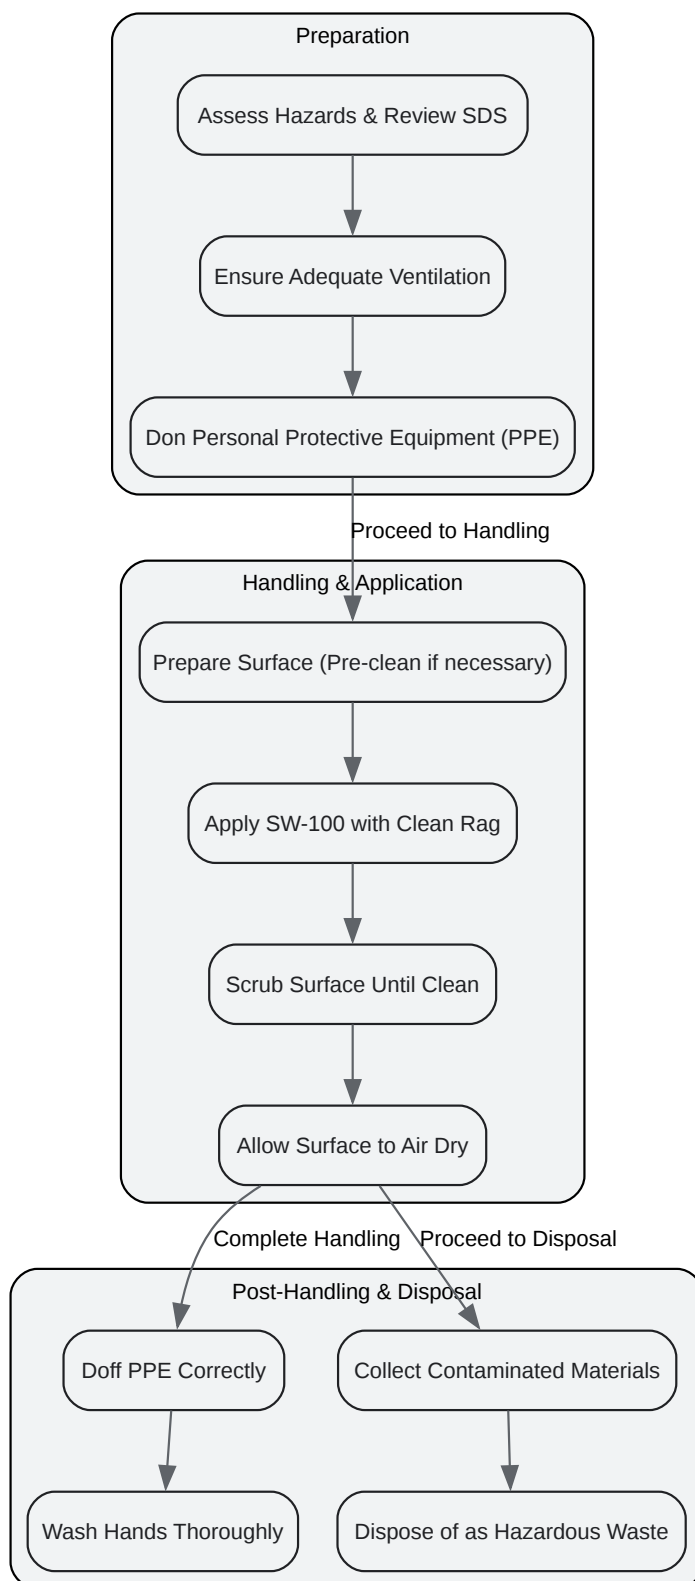 Preparation
Assess Hazards & Review SDS
Ensure Adequate Ventilation
Don Personal Protective Equipment (PPE)
Proceed to Handling
Handling & Application
Prepare Surface (Pre-clean if necessary)
Apply SW-100 with Clean Rag
Scrub Surface Until Clean
Allow Surface to Air Dry
Complete Handling
Proceed to Disposal
Post-Handling & Disposal
Doff PPE Correctly
Collect Contaminated Materials
Wash Hands Thoroughly
Dispose of as Hazardous Waste